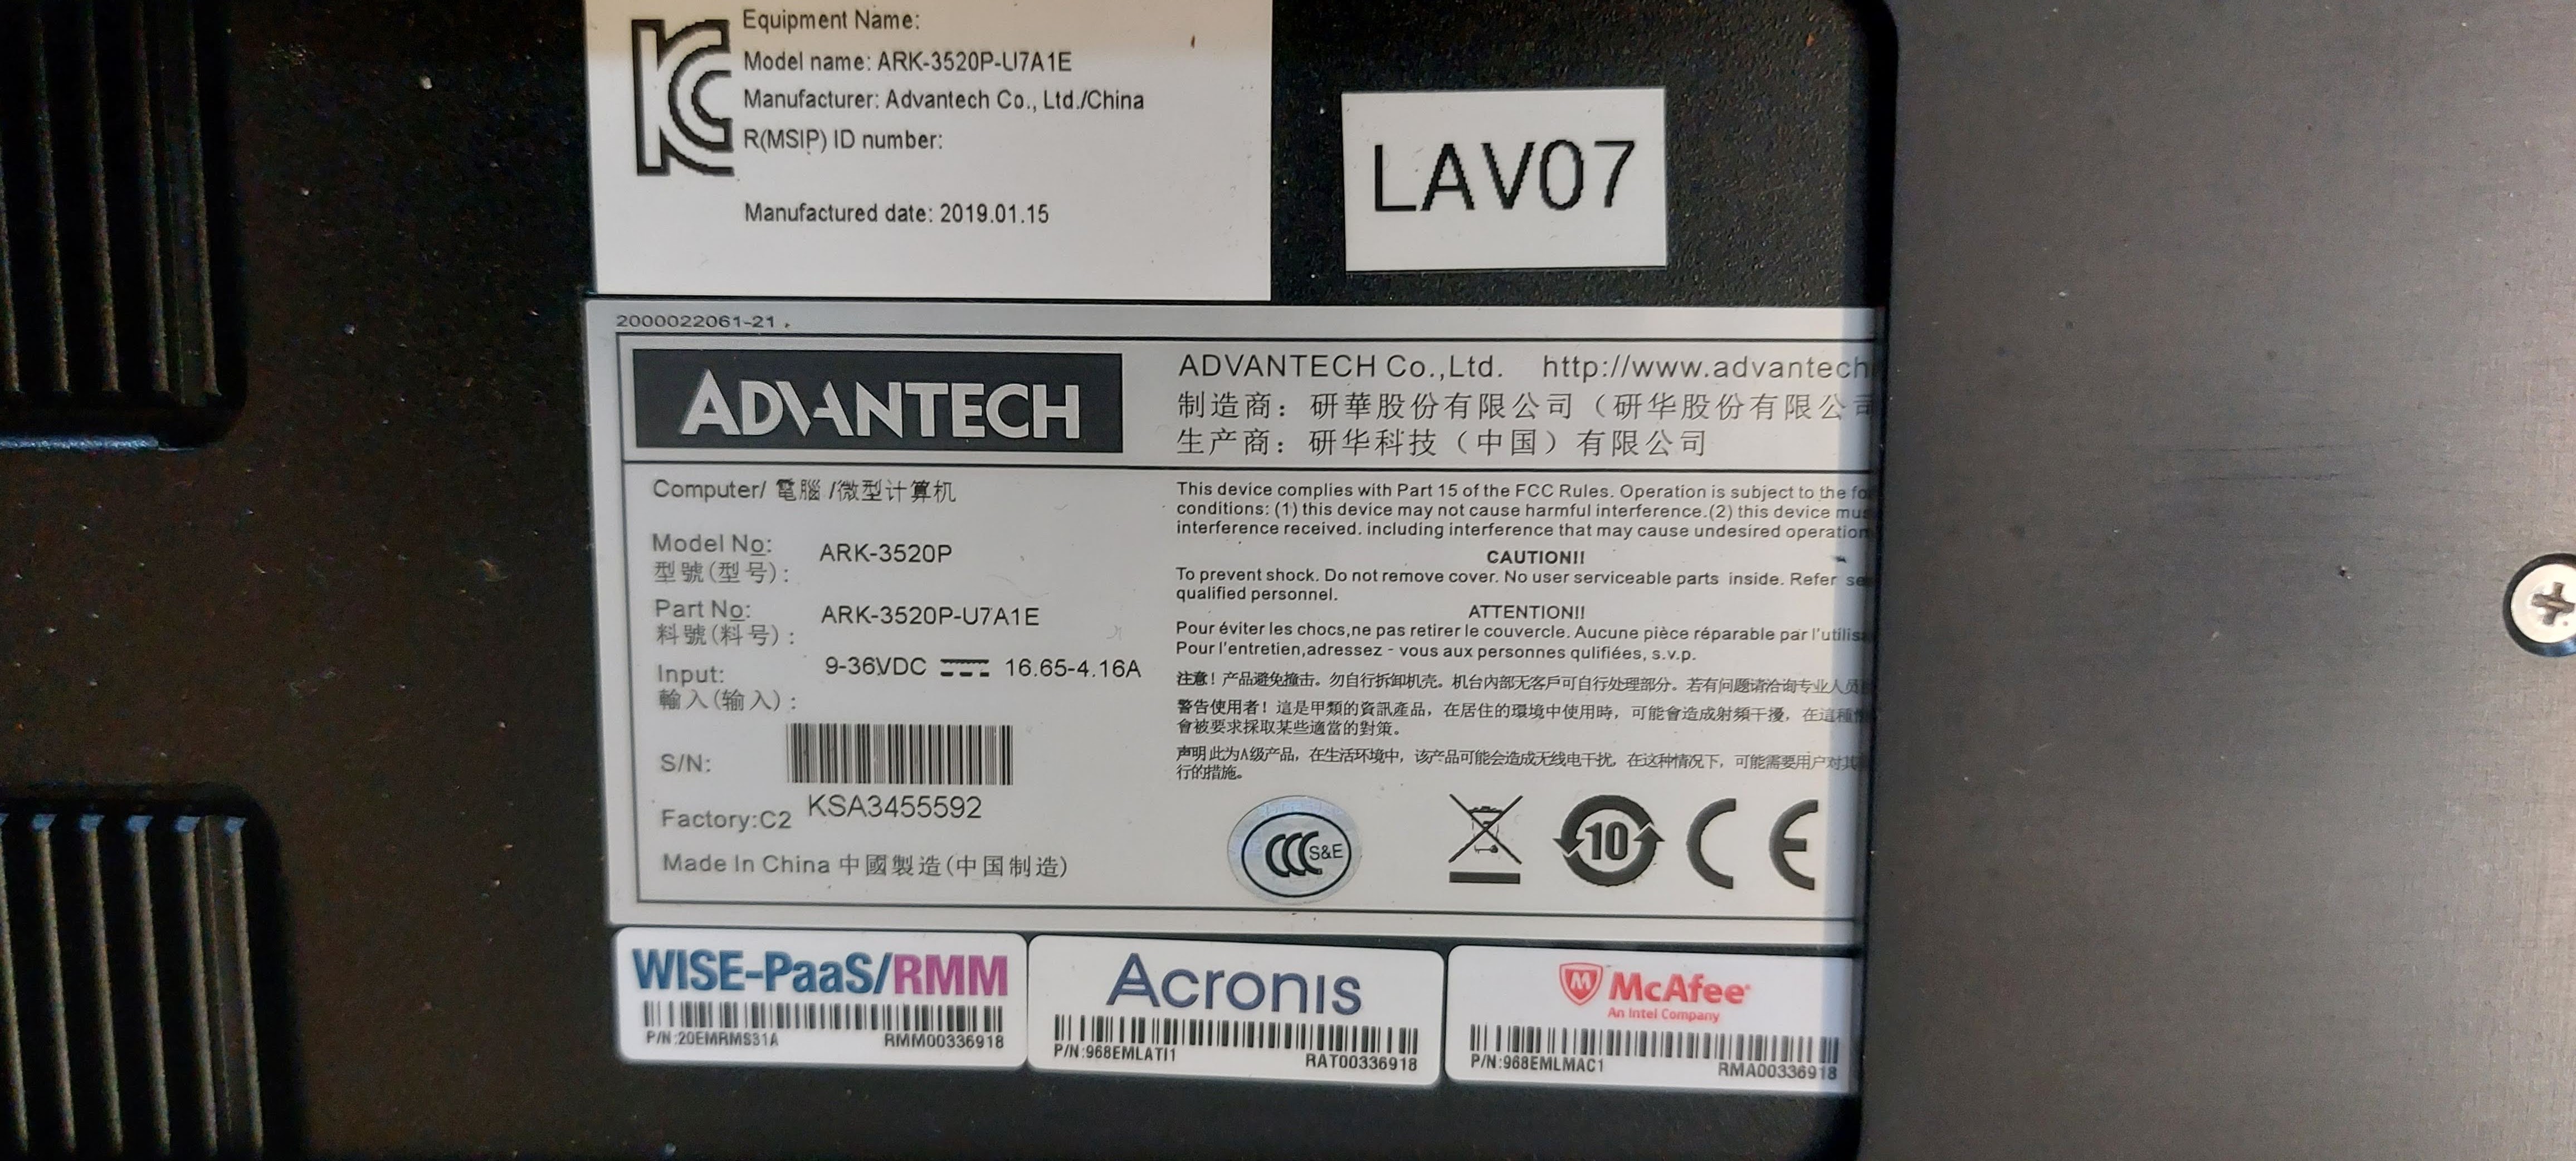 Equipment Name:
Model name: ARK-3520P-U7A1E
Manufacturer: Advantech Co., Ltd./China
R(MSIP) ID number:
Manufactured date: 2019.01.15
LAV07
2000022061-21
ADVANTECH
ADVANTECH Co.,Ltd. http://www.advantech
制造商：研華股份有限公司（研华股份有限公司
生产商：研华科技（中国）有限公司
Computer/ 電腦 /微型计算机
Model No: ARK-3520P
型號(型号)：
Part No: ARK-3520P-U7A1E
料號(料号)：
Input: 9-36VDC 16.65-4.16A
輸入(输入)：
S/N:
KSA3455592
Factory:C2
Made In China 中國製造(中国制造)
This device complies with Part 15 of the FCC Rules. Operation is subject to the
conditions: (1) this device may not cause harmful interference.(2) this device
interference received. including interference that may cause undesired operation
CAUTION!!
To prevent shock. Do not remove cover. No user serviceable parts inside. Refer
qualified personnel.
ATTENTION!!
Pour éviter les chocs,ne pas retirer le couvercle. Aucune pièce réparable par
Pour l'entretien,adressez - vous aux personnes qulifiées, s.v.p.
注意！产品避免撞击。勿自行拆卸机壳。机台内部无客戶可自行处理部分。若有问题请洽询专业人员
警告使用者！這是甲類的資訊產品，在居住的環境中使用時，可能會造成射頻干擾，在這種
會被要求採取某些適當的對策。
声明 此为A级产品，在生活环境中，该产品可能会造成无线电干扰，在这种情况下，可能需要用户对其
行的措施。
S&E
10
CE
WISE-PaaS/RMM
P/N:20EMRMS31A RMM00336918
Acronis
P/N:968EMLATI1 RAT00336918
McAfee
An Intel Company
P/N:968EMLMAC1 RMA00336918